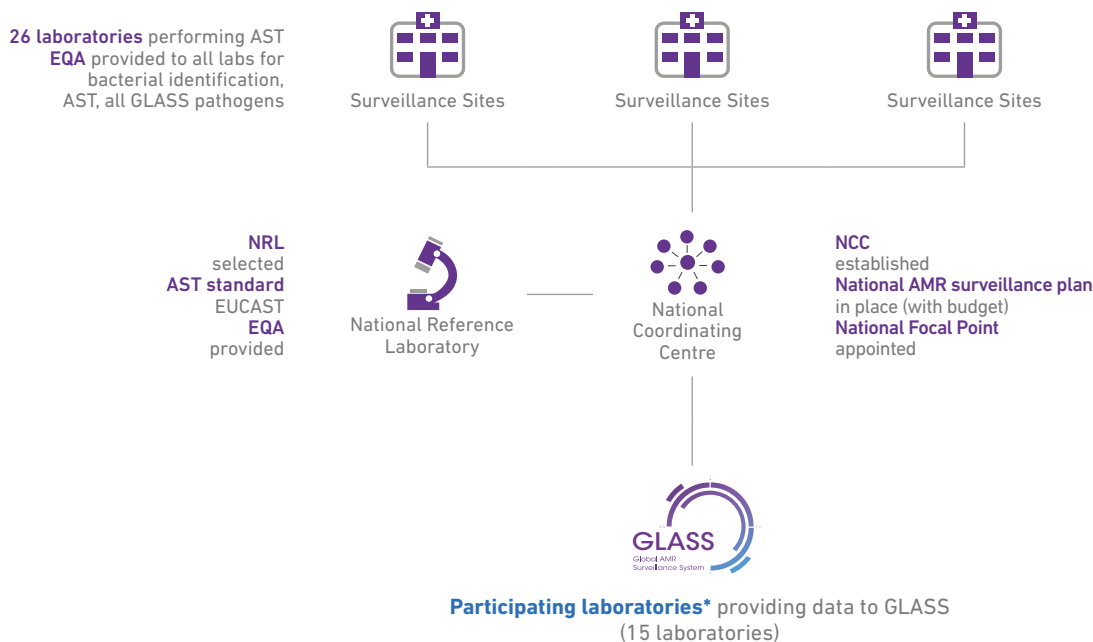 26 laboratories performing AST
EQA provided to all labs for
bacterial identification,
AST, all GLASS pathogens
Surveillance Sites
Surveillance Sites
Surveillance Sites
NRL
selected
AST standard
EUCAST
EQA
provided
National Reference
Laboratory
National
Coordinating
Centre
NCC
established
National AMR surveillance plan
in place (with budget)
National Focal Point
appointed
GLASS
Global AMR
Surveillance System
Participating laboratories* providing data to GLASS
(15 laboratories)